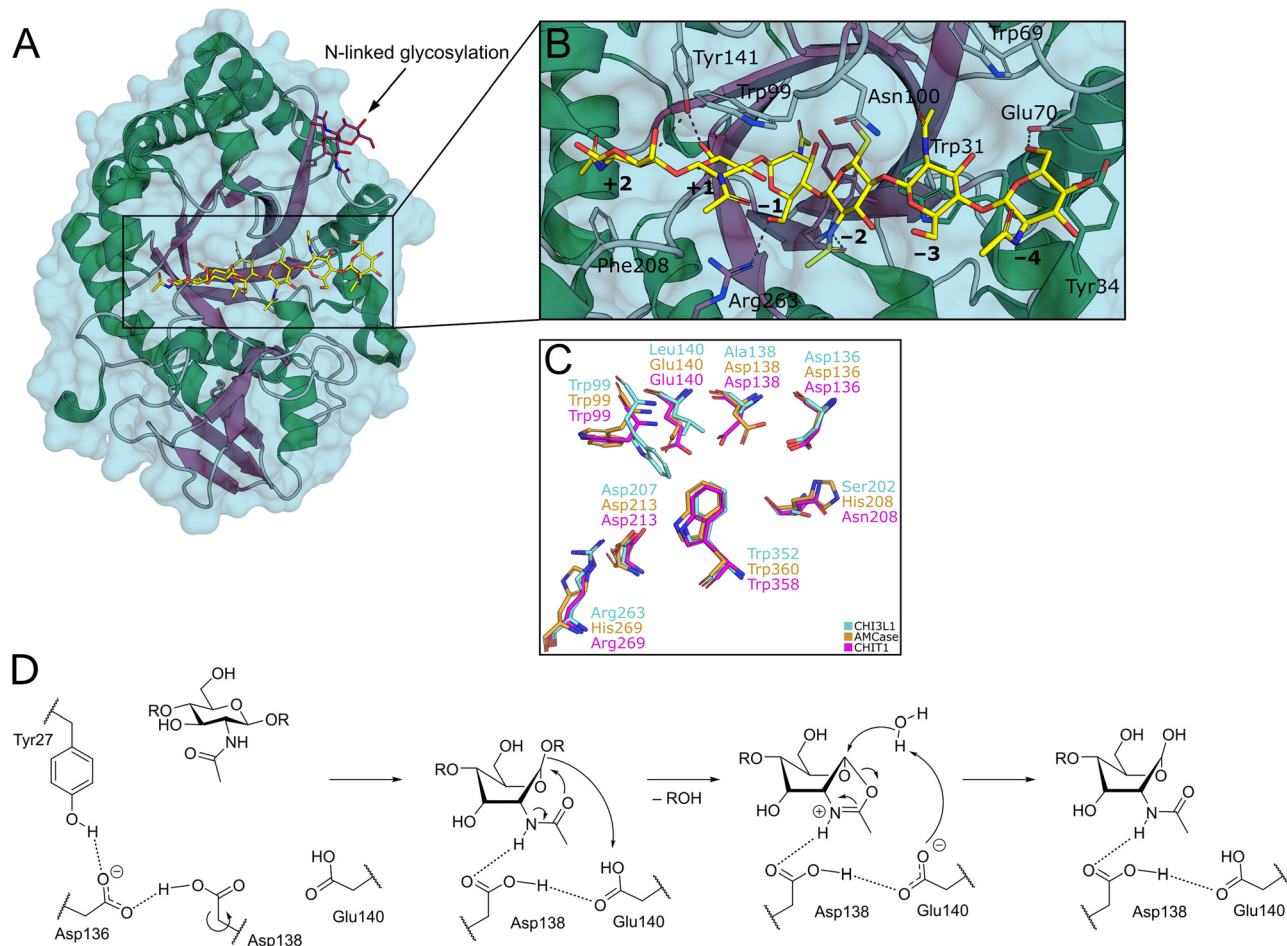 A
N-linked glycosylation
B
Tyr141
Trp99
Asn100
Trp69
Glu70
Trp31
+2
+1
−1
−2
−3
−4
Phe208
Arg263
Tyr34
C
Leu140
Glu140
Glu140
Ala138
Asp138
Asp138
Asp136
Asp136
Asp136
Trp99
Trp99
Trp99
Asp207
Asp213
Asp213
Ser202
His208
Asn208
Trp352
Trp360
Trp358
Arg263
His269
Arg269
CHI3L1
AMCase
CHIT1
D
Tyr27
O
H
O
O
Asp136
OH
RO
O
HO
O R
NH
O
H O
O
Asp138
HO
O
Glu140
OH
RO
O
O R
HO
N
H
O
O
O H
Asp138
HO
O
Glu140
– ROH
OH
RO
O
O
HO
N
H
O H
H
O
O H
Asp138
O
O
Glu140
OH
RO
O
OH
HO
N
H
O
O
O H
Asp138
HO
O
Glu140